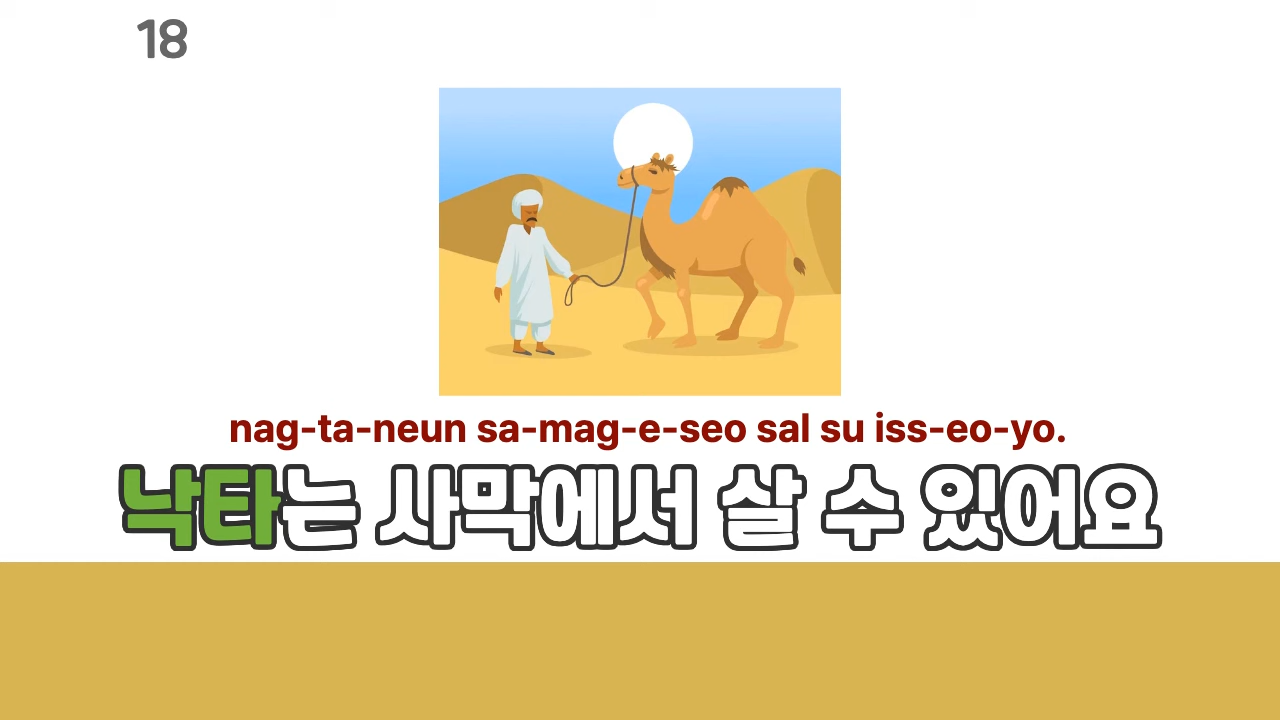 18
nag-ta-neun sa-mag-e-seo sal su iss-eo-yo.
낙타는 사막에서 살 수 있어요